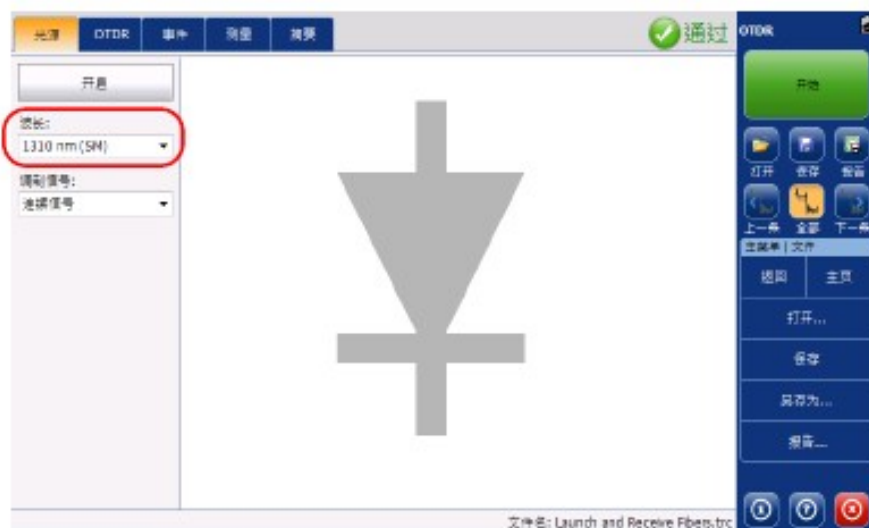 光源 OTDR 事件 测量 摘要
通过
开启
波长:
1310 nm (SM)
调制信号:
连续信号
文件名: Launch and Receive Fibers.trc
OTDR
开始
打开 保存 报告
上一条 全部 下一条
主菜单 | 文件
返回 主页
打开...
保存
另存为...
报告...